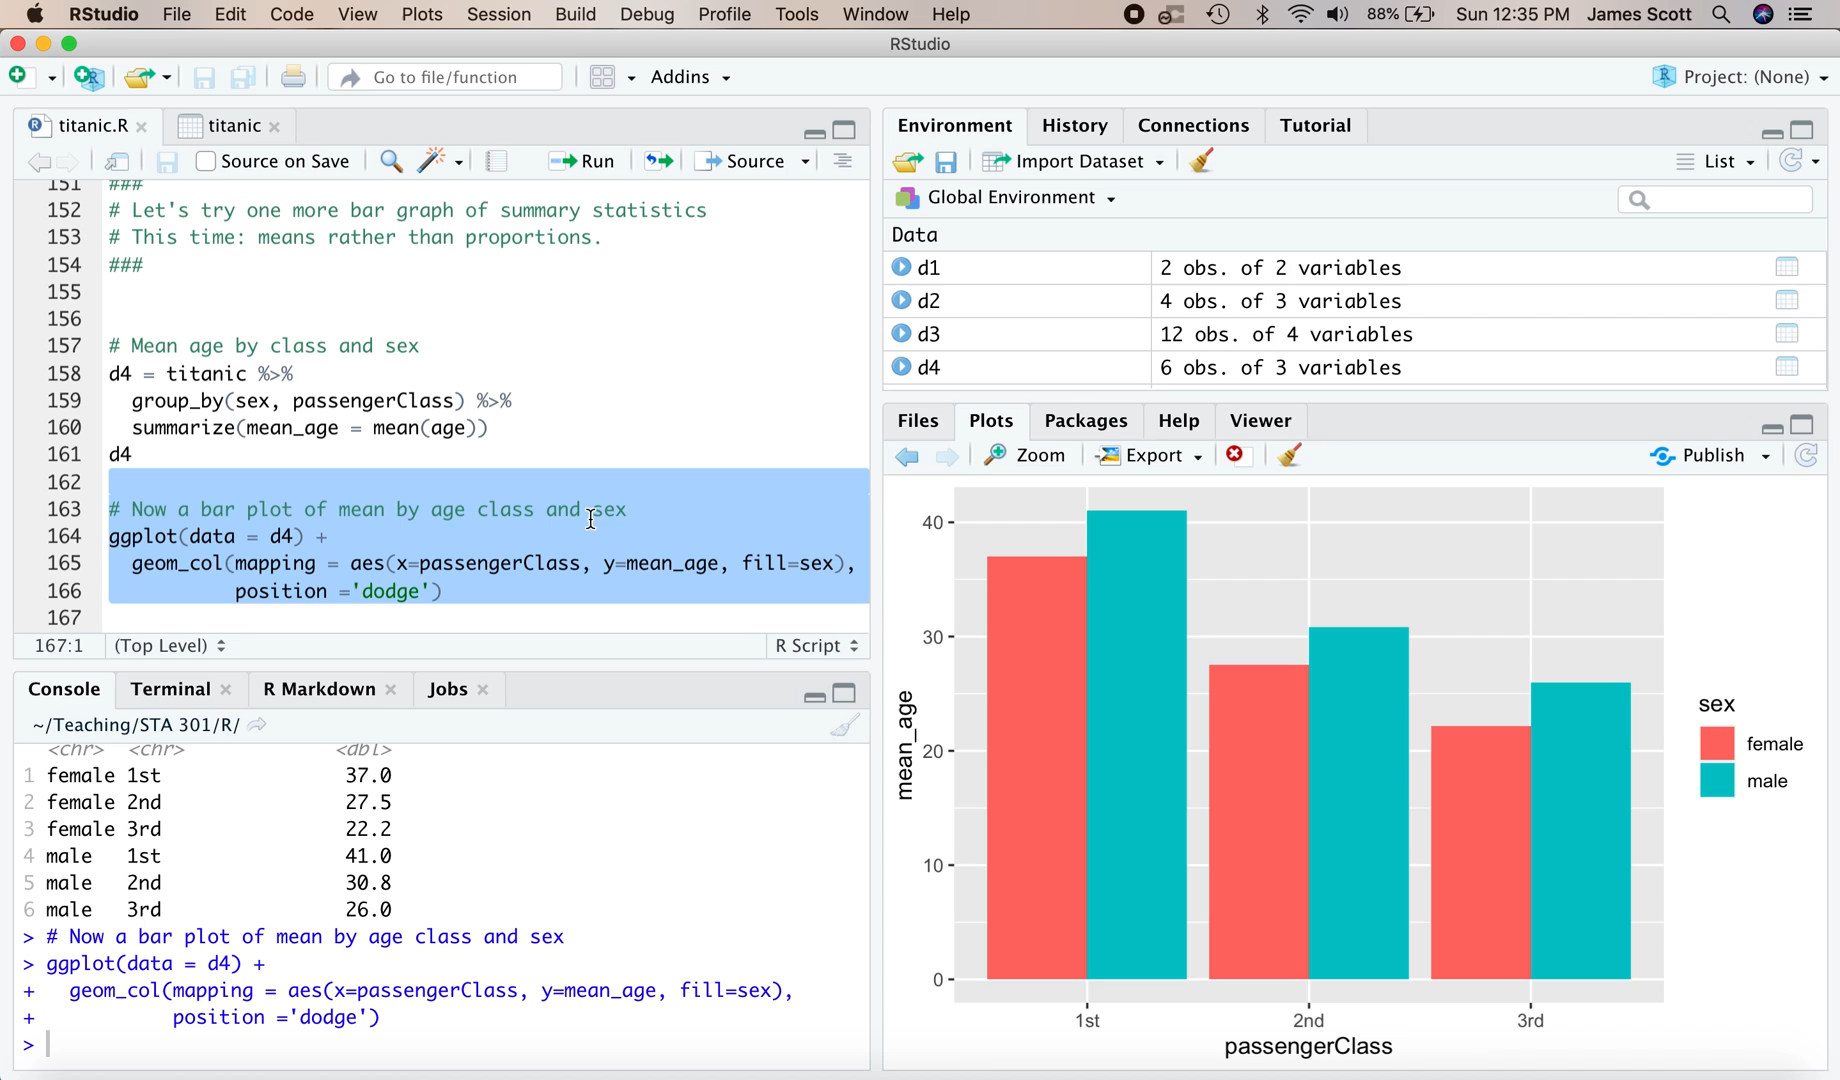 RStudio File Edit Code View Plots Session Build Debug Profile Tools Window Help 88% Sun 12:35 PM James Scott
RStudio
Go to file/function Addins Project: (None)
titanic.R titanic
Source on Save Run Source
151 ###
152 # Let's try one more bar graph of summary statistics
153 # This time: means rather than proportions.
154 ###
155
156
157 # Mean age by class and sex
158 d4 = titanic %>%
159 group_by(sex, passengerClass) %>%
160 summarize(mean_age = mean(age))
161 d4
162
163 # Now a bar plot of mean by age class and sex
164 ggplot(data = d4) +
165 geom_col(mapping = aes(x=passengerClass, y=mean_age, fill=sex),
166 position ='dodge')
167
167:1 (Top Level) R Script
Console Terminal R Markdown Jobs
~/Teaching/STA 301/R/
<chr> <chr> <dbl>
1 female 1st 37.0
2 female 2nd 27.5
3 female 3rd 22.2
4 male 1st 41.0
5 male 2nd 30.8
6 male 3rd 26.0
> # Now a bar plot of mean by age class and sex
> ggplot(data = d4) +
+ geom_col(mapping = aes(x=passengerClass, y=mean_age, fill=sex),
+ position ='dodge')
>
Environment History Connections Tutorial
Import Dataset List
Global Environment
Data
d1 2 obs. of 2 variables
d2 4 obs. of 3 variables
d3 12 obs. of 4 variables
d4 6 obs. of 3 variables
Files Plots Packages Help Viewer
Zoom Export Publish
40
30
20
10
0
mean_age
1st 2nd 3rd
passengerClass
sex
female
male